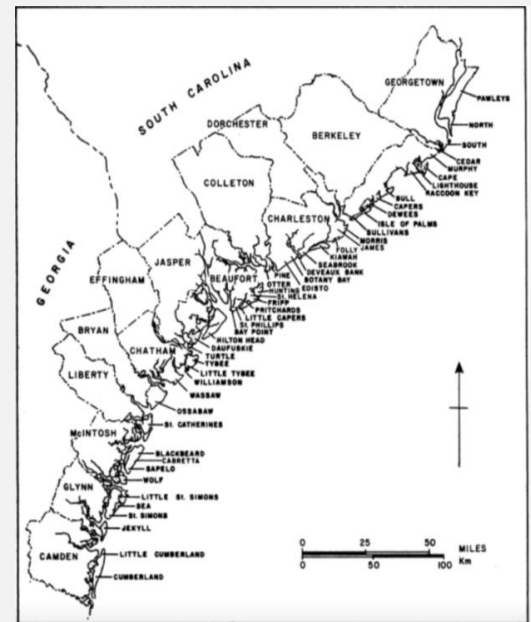 SOUTH CAROLINA
GEORGIA
GEORGETOWN
PAWLEYS
NORTH
DORCHESTER
BERKELEY
SOUTH
CEDAR
MURPHY
CAPE
LIGHTHOUSE
RACCOON KEY
COLLETON
BULL
CAPERS
DEWEES
ISLE OF PALMS
SULLIVANS
MORRIS
JAMES
CHARLESTON
FOLLY
KIAWAH
SEABROOK
DEVEAUX BANK
BOTANY BAY
EDISTO
JASPER
BEAUFORT
PINE
OTTER
HUNTING
St. HELENA
FRIPP
PRITCHARDS
LITTLE CAPERS
St. PHILLIPS
BAY POINT
HILTON HEAD
EFFINGHAM
DAUFUSKIE
TURTLE
TYBEE
LITTLE TYBEE
WILLIAMSON
WASSAW
OSSABAW
BRYAN
CHATHAM
LIBERTY
St. CATHERINES
McINTOSH
BLACKBEARD
CABRETTA
SAPELO
WOLF
GLYNN
LITTLE St. SIMONS
SEA
St. SIMONS
JEKYLL
CAMDEN
LITTLE CUMBERLAND
CUMBERLAND
0 25 50 MILES
0 50 100 Km